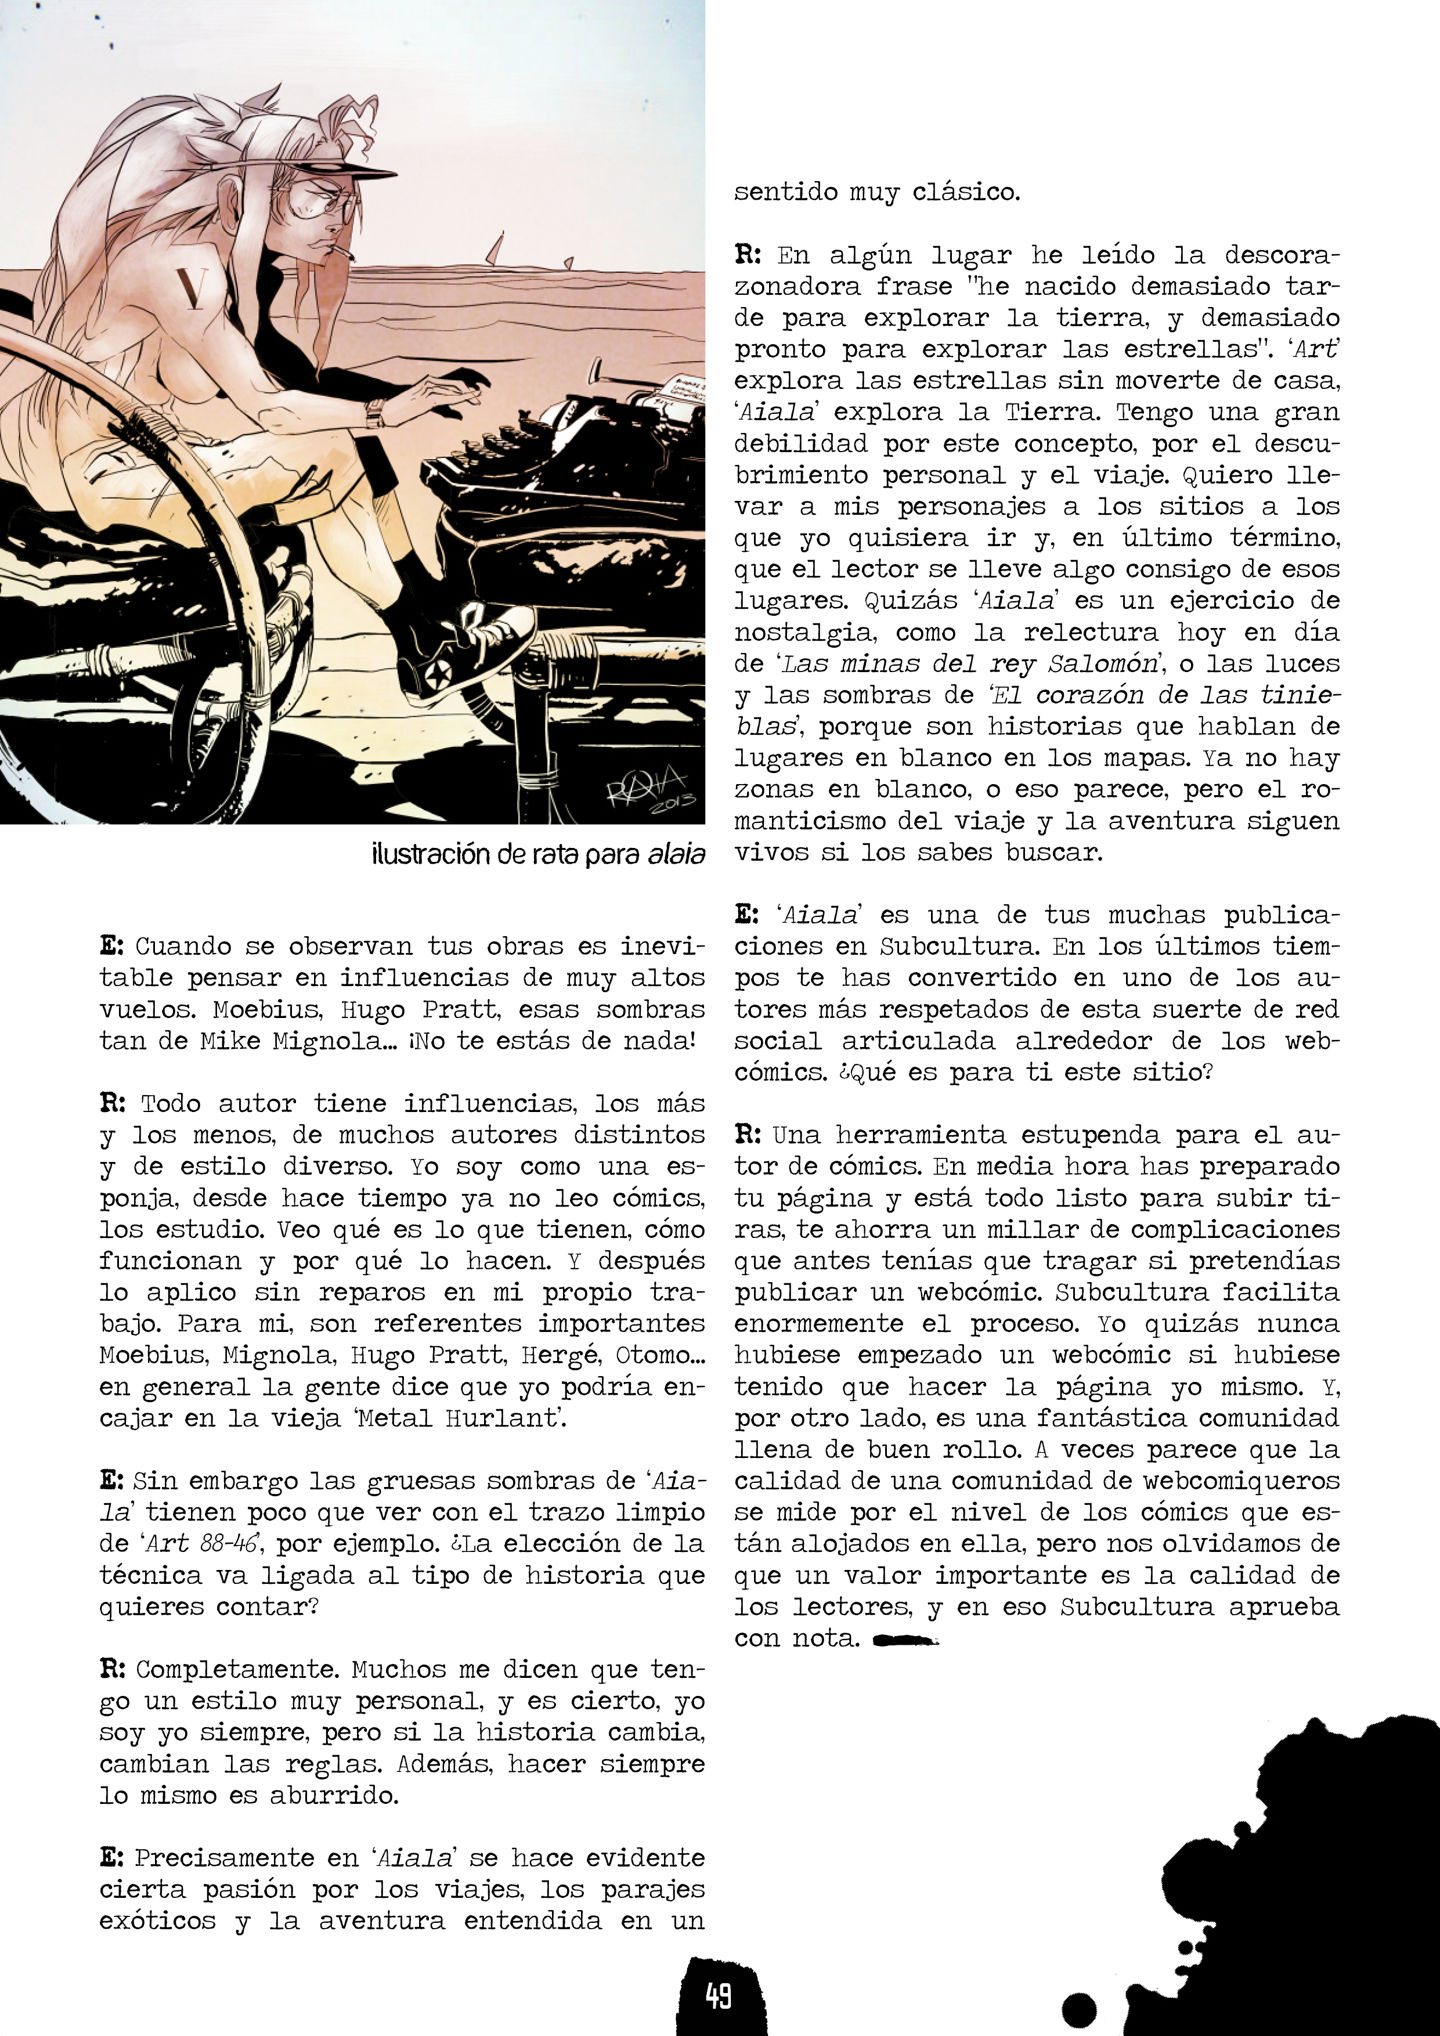 V
RATA
2013
ilustración de rata para alaia
E: Cuando se observan tus obras es inevi-
table pensar en influencias de muy altos
vuelos. Moebius, Hugo Pratt, esas sombras
tan de Mike Mignola... ¡No te estás de nada!
R: Todo autor tiene influencias, los más
y los menos, de muchos autores distintos
y de estilo diverso. Yo soy como una es-
ponja, desde hace tiempo ya no leo cómics,
los estudio. Veo qué es lo que tienen, cómo
funcionan y por qué lo hacen. Y después
lo aplico sin reparos en mi propio tra-
bajo. Para mi, son referentes importantes
Moebius, Mignola, Hugo Pratt, Hergé, Otomo...
en general la gente dice que yo podría en-
cajar en la vieja ‘Metal Hurlant’.
E: Sin embargo las gruesas sombras de ‘Aia-
la’ tienen poco que ver con el trazo limpio
de ‘Art 88-46’, por ejemplo. ¿La elección de la
técnica va ligada al tipo de historia que
quieres contar?
R: Completamente. Muchos me dicen que ten-
go un estilo muy personal, y es cierto, yo
soy yo siempre, pero si la historia cambia,
cambian las reglas. Además, hacer siempre
lo mismo es aburrido.
E: Precisamente en ‘Aiala’ se hace evidente
cierta pasión por los viajes, los parajes
exóticos y la aventura entendida en un
sentido muy clásico.
R: En algún lugar he leído la descora-
zonadora frase "he nacido demasiado tar-
de para explorar la tierra, y demasiado
pronto para explorar las estrellas". ‘Art’
explora las estrellas sin moverte de casa,
‘Aiala’ explora la Tierra. Tengo una gran
debilidad por este concepto, por el descu-
brimiento personal y el viaje. Quiero lle-
var a mis personajes a los sitios a los
que yo quisiera ir y, en último término,
que el lector se lleve algo consigo de esos
lugares. Quizás ‘Aiala’ es un ejercicio de
nostalgia, como la relectura hoy en día
de ‘Las minas del rey Salomón’, o las luces
y las sombras de ‘El corazón de las tinie-
blas’, porque son historias que hablan de
lugares en blanco en los mapas. Ya no hay
zonas en blanco, o eso parece, pero el ro-
manticismo del viaje y la aventura siguen
vivos si los sabes buscar.
E: ‘Aiala’ es una de tus muchas publica-
ciones en Subcultura. En los últimos tiem-
pos te has convertido en uno de los au-
tores más respetados de esta suerte de red
social articulada alrededor de los web-
cómics. ¿Qué es para ti este sitio?
R: Una herramienta estupenda para el au-
tor de cómics. En media hora has preparado
tu página y está todo listo para subir ti-
ras, te ahorra un millar de complicaciones
que antes tenías que tragar si pretendías
publicar un webcómic. Subcultura facilita
enormemente el proceso. Yo quizás nunca
hubiese empezado un webcómic si hubiese
tenido que hacer la página yo mismo. Y,
por otro lado, es una fantástica comunidad
llena de buen rollo. A veces parece que la
calidad de una comunidad de webcomiqueros
se mide por el nivel de los cómics que es-
tán alojados en ella, pero nos olvidamos de
que un valor importante es la calidad de
los lectores, y en eso Subcultura aprueba
con nota.
49